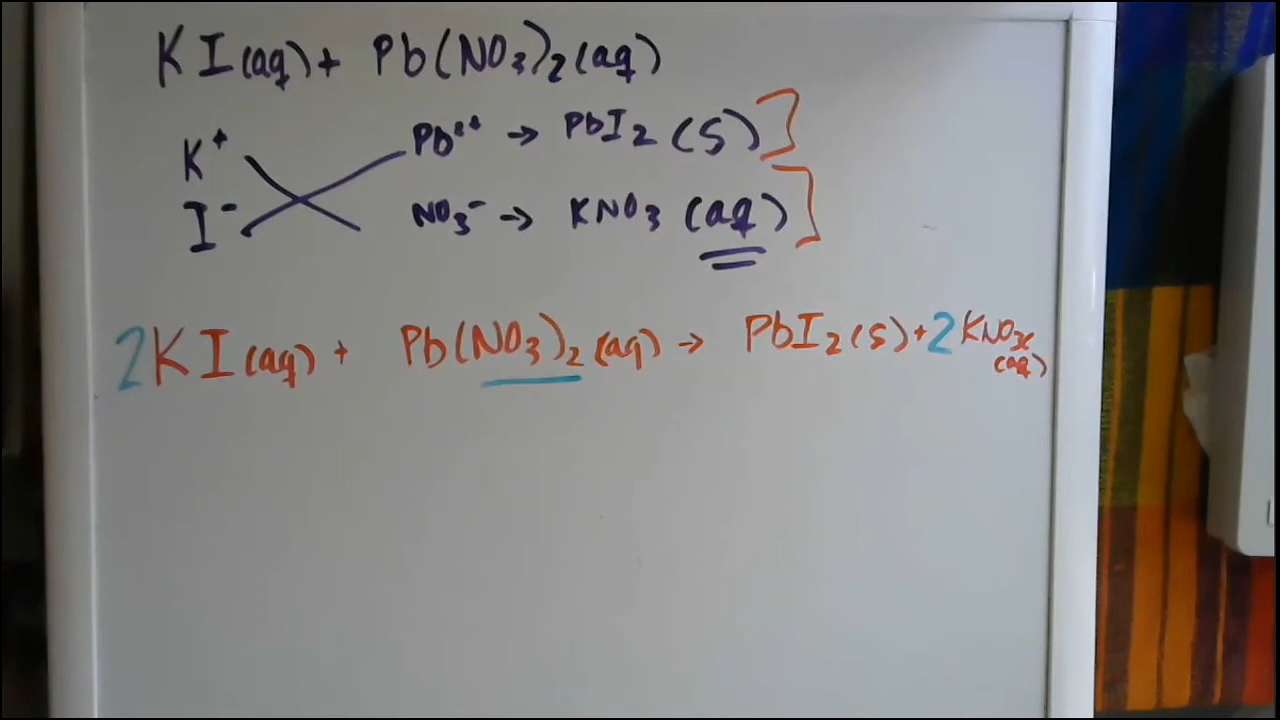 KI(aq) + Pb(NO₃)₂(aq)
K⁺ Pb⁺⁺ → PbI₂(s)
I⁻ NO₃⁻ → KNO₃(aq)
2KI(aq) + Pb(NO₃)₂(aq) → PbI₂(s) + 2KNO₃
(aq)